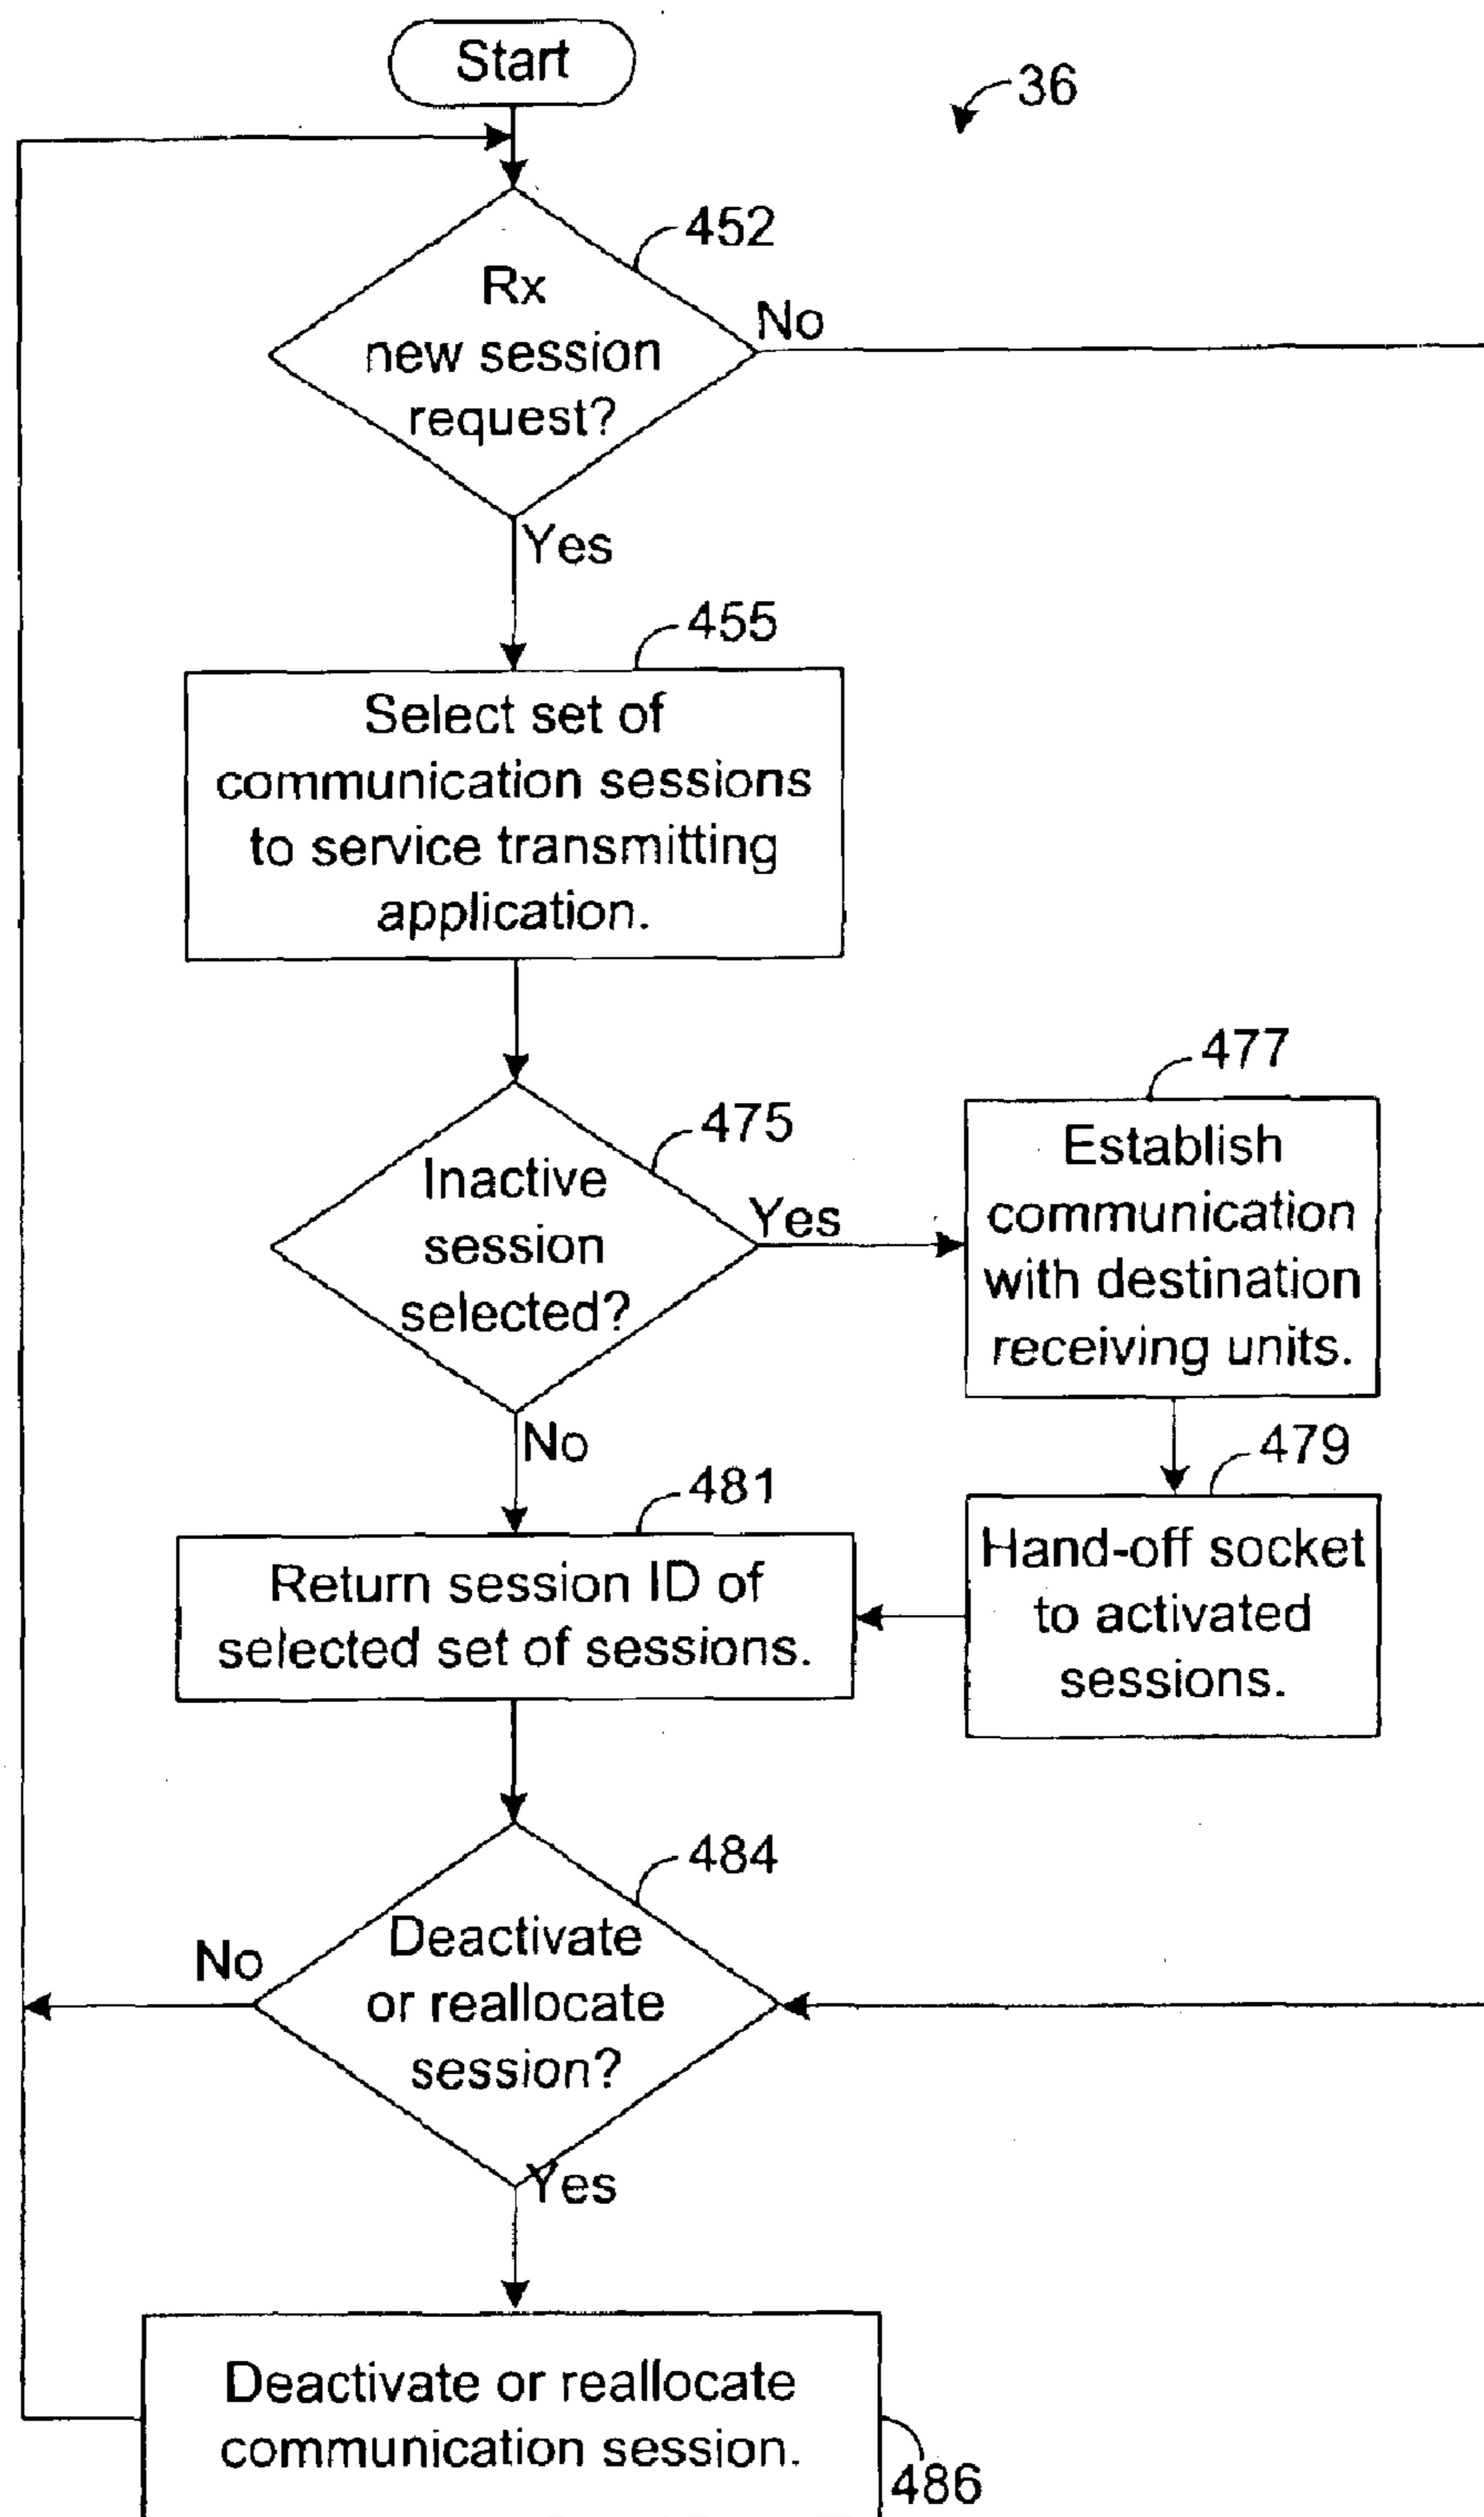 Start
36
452
Rx
new session
request?
No
Yes
455
Select set of
communication sessions
to service transmitting
application.
475
Inactive
session
selected?
Yes
477
Establish
communication
with destination
receiving units.
No
479
Hand-off socket
to activated
sessions.
481
Return session ID of
selected set of sessions.
484
Deactivate
or reallocate
session?
No
Yes
Deactivate or reallocate
communication session.
486